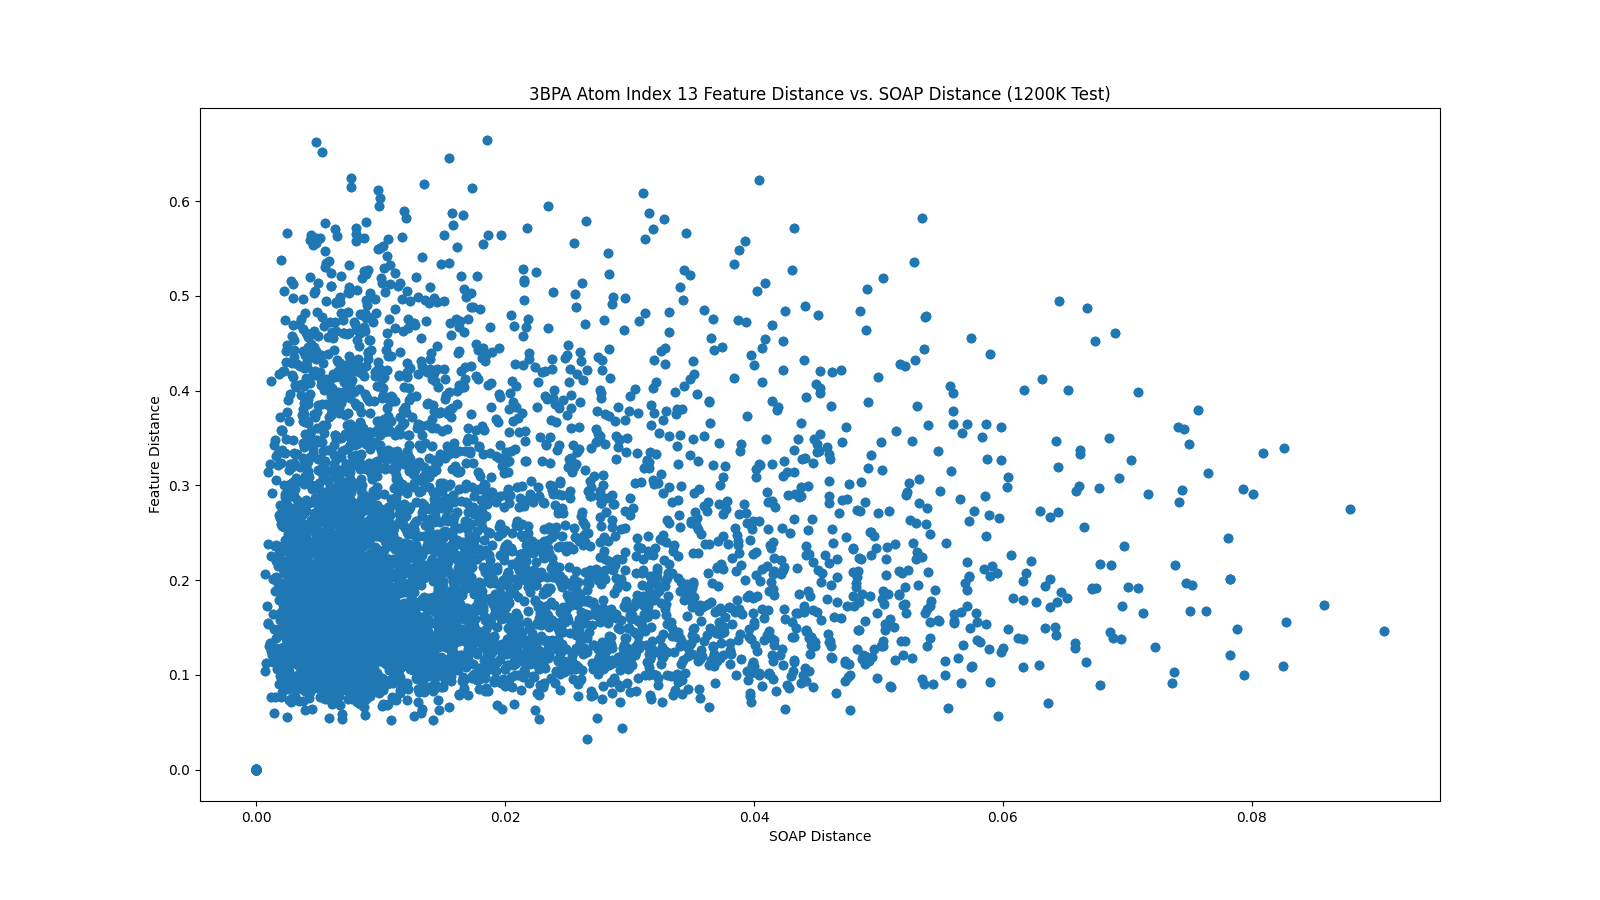 3BPA Atom Index 13 Feature Distance vs. SOAP Distance (1200K Test)
0.6
0.5
0.4
0.3
0.2
0.1
0.0
Feature Distance
0.00 0.02 0.04 0.06 0.08
SOAP Distance